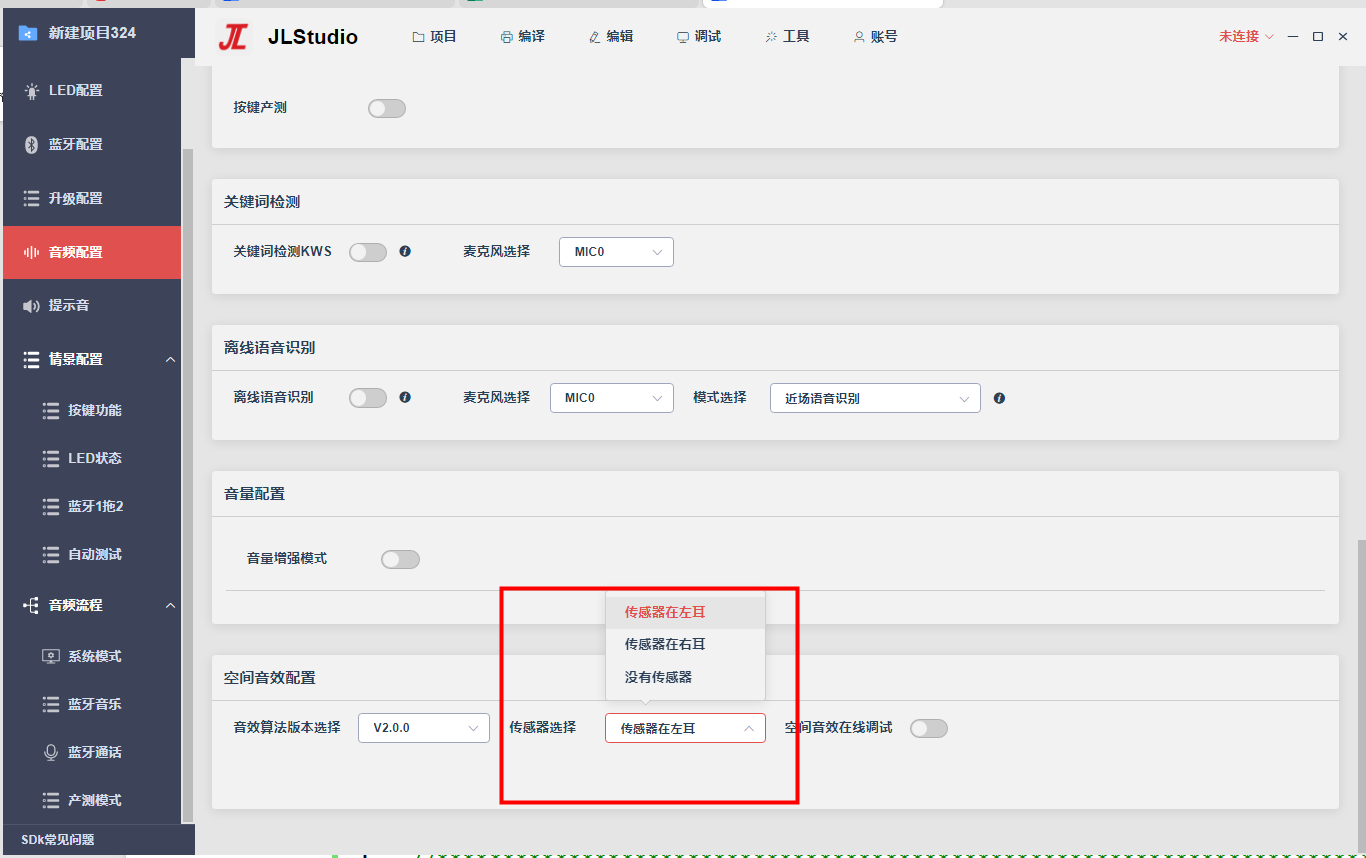 新建项目324
JL JLStudio 项目 编译 编辑 调试 工具 账号 未连接
LED配置
蓝牙配置
升级配置
音频配置
提示音
情景配置
按键功能
LED状态
蓝牙1拖2
自动测试
音频流程
系统模式
蓝牙音乐
蓝牙通话
产测模式
SDk常见问题
按键产测
关键词检测
关键词检测KWS 麦克风选择 MIC0
离线语音识别
离线语音识别 麦克风选择 MIC0 模式选择 近场语音识别
音量配置
音量增强模式
传感器在左耳
传感器在右耳
没有传感器
空间音效配置
音效算法版本选择 V2.0.0 传感器选择 传感器在左耳 空间音效在线调试